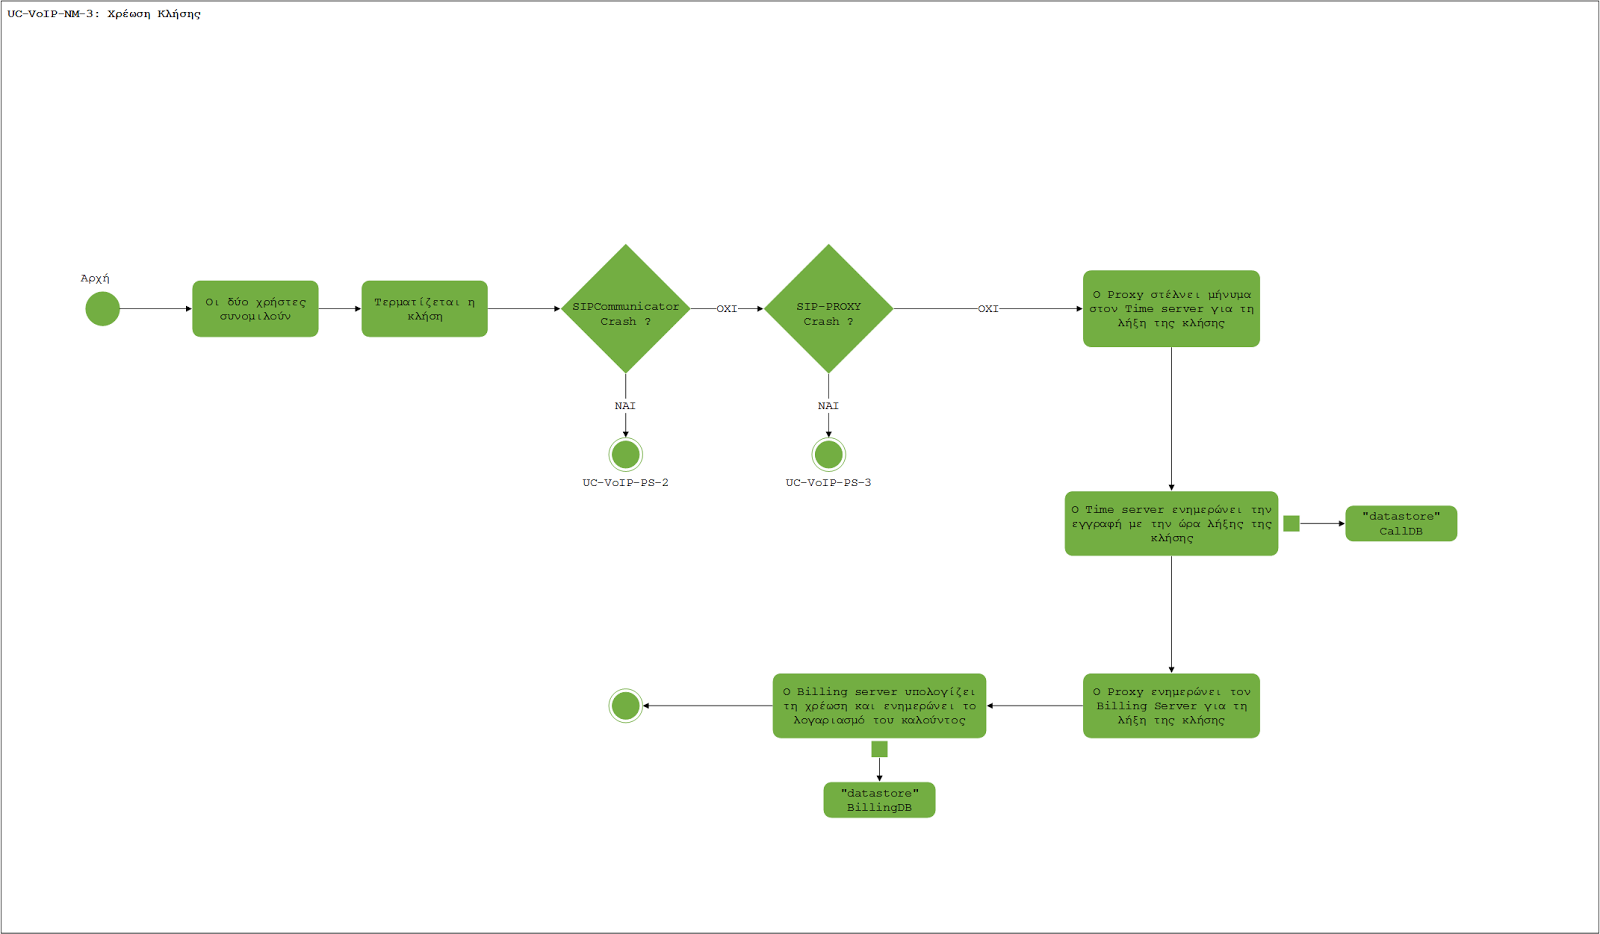 UC-VoIP-NM-3: Χρέωση Κλήσης
Αρχή
Οι δύο χρήστες
συνομιλούν
Τερματίζεται η
κλήση
SIPCommunicator
Crash ?
ΟΧΙ
SIP-PROXY
Crash ?
ΟΧΙ
Ο Proxy στέλνει μήνυμα
στον Time server για τη
λήξη της κλήσης
ΝΑΙ
ΝΑΙ
UC-VoIP-PS-2
UC-VoIP-PS-3
Ο Time server ενημερώνει την
εγγραφή με την ώρα λήξης της
κλήσης
"datastore"
CallDB
Ο Billing server υπολογίζει
τη χρέωση και ενημερώνει το
λογαριασμό του καλούντος
Ο Proxy ενημερώνει τον
Billing Server για τη
λήξη της κλήσης
"datastore"
BillingDB